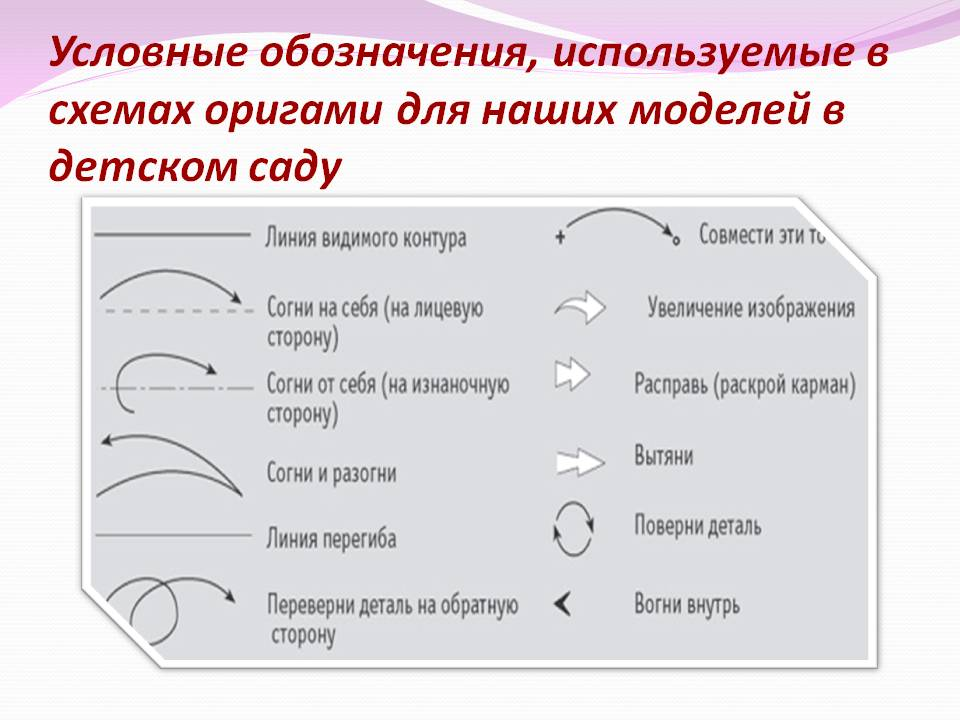 Условные обозначения, используемые в
схемах оригами для наших моделей в
детском саду
Линия видимого контура
Согни на себя (на лицевую
сторону)
Согни от себя (на изнаночную
сторону)
Согни и разогни
Линия перегиба
Переверни деталь на обратную
сторону
Совмести эти то
Увеличение изображения
Расправь (раскрой карман)
Вытяни
Поверни деталь
Вогни внутрь